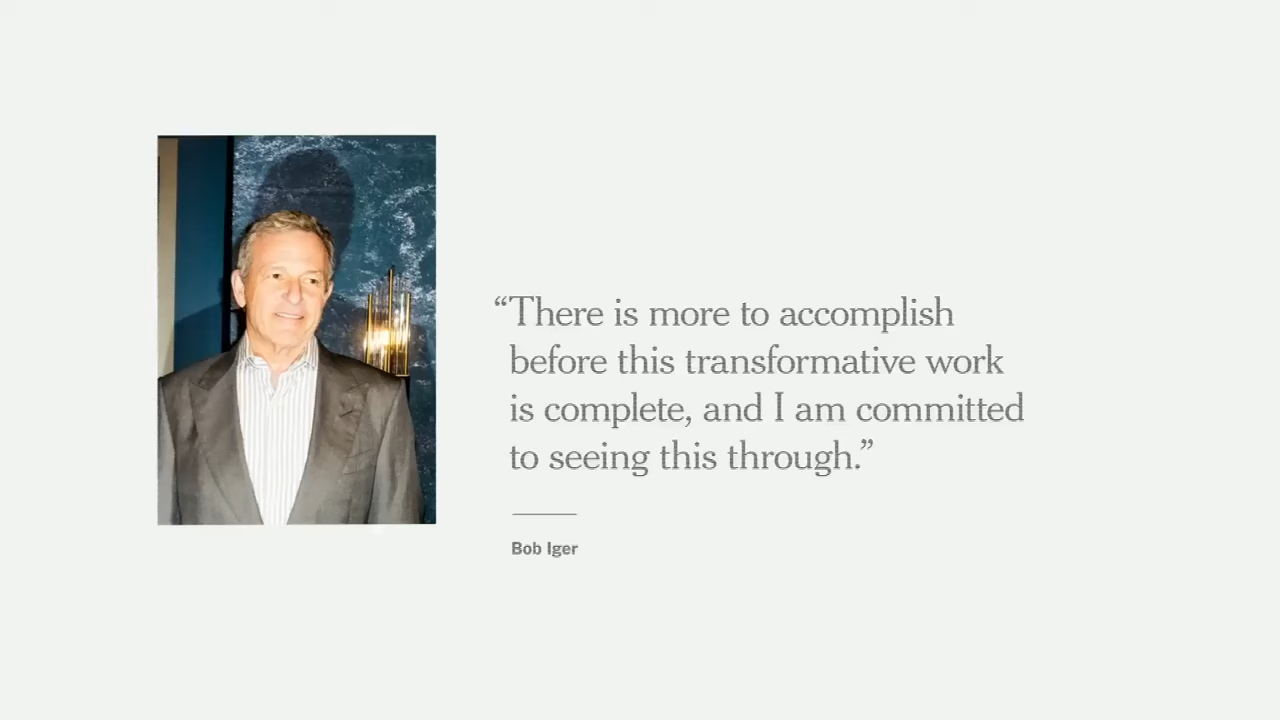 “There is more to accomplish
before this transformative work
is complete, and I am committed
to seeing this through.”
Bob Iger